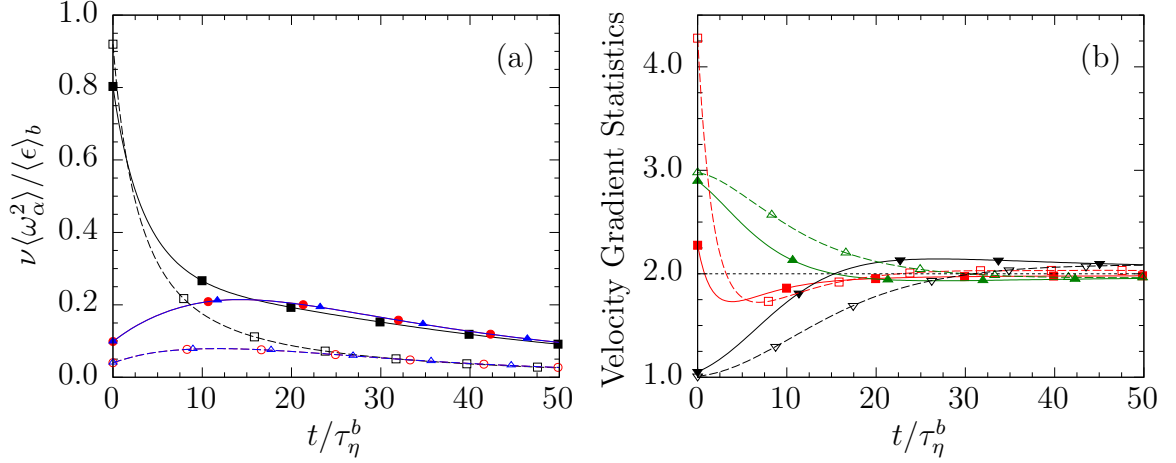 (a)
ν⟨ω²_α⟩/⟨ϵ⟩_b
1.0
0.8
0.6
0.4
0.2
0.0
0 10 20 30 40 50
t/τ_η^b
(b)
Velocity Gradient Statistics
4.0
3.0
2.0
1.0
0 10 20 30 40 50
t/τ_η^b